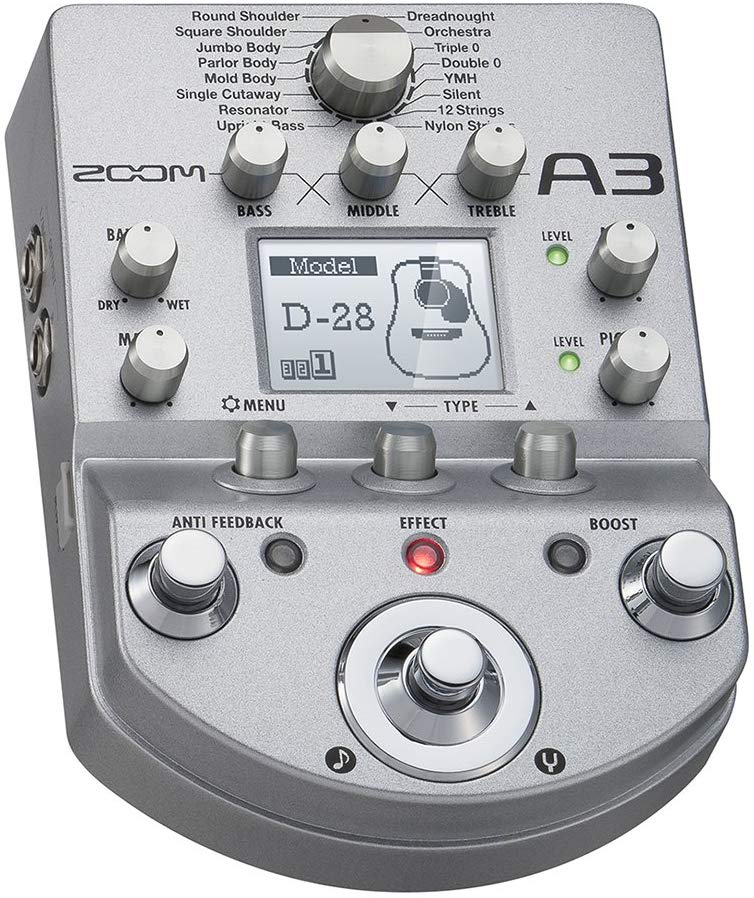 Round Shoulder Dreadnought
Square Shoulder Orchestra
Jumbo Body Triple 0
Parlor Body Double 0
Mold Body YMH
Single Cutaway Silent
Resonator 12 Strings
Bass Nylon
ZOOM A3
BASS MIDDLE TREBLE
LEVEL
Model
DRY WET
D-28
LEVEL
321
MENU ▼ TYPE ▲
ANTI FEEDBACK EFFECT BOOST